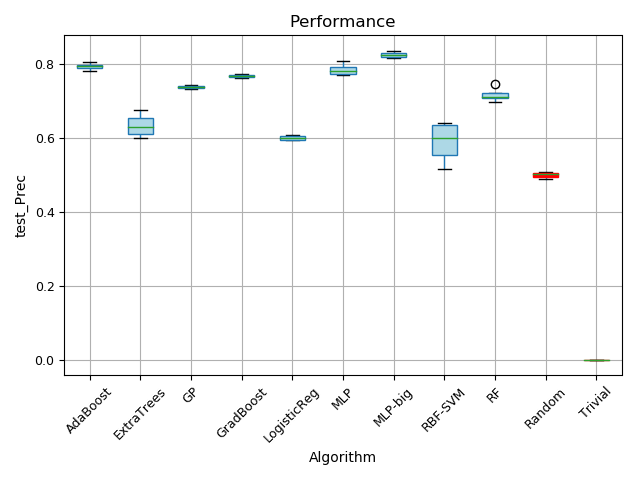 Performance
test_Prec
0.8
0.6
0.4
0.2
0.0
AdaBoost
ExtraTrees
GP
GradBoost
LogisticReg
MLP
MLP-big
RBF-SVM
RF
Random
Trivial
Algorithm